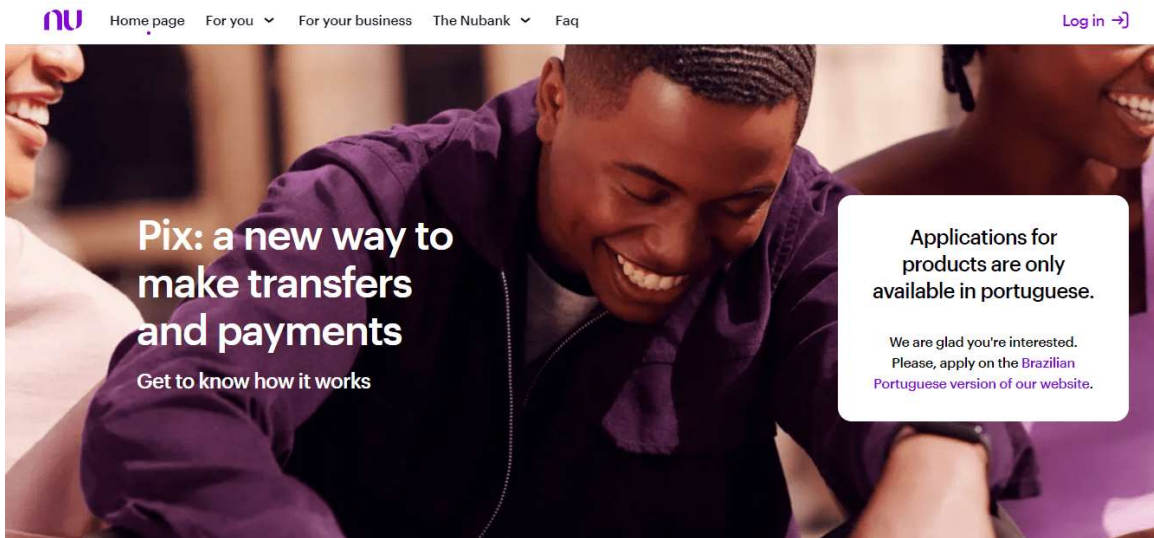 nu Home page For you For your business The Nubank Faq Log in
Pix: a new way to
make transfers
and payments
Get to know how it works
Applications for
products are only
available in portuguese.
We are glad you're interested.
Please, apply on the Brazilian
Portuguese version of our website.